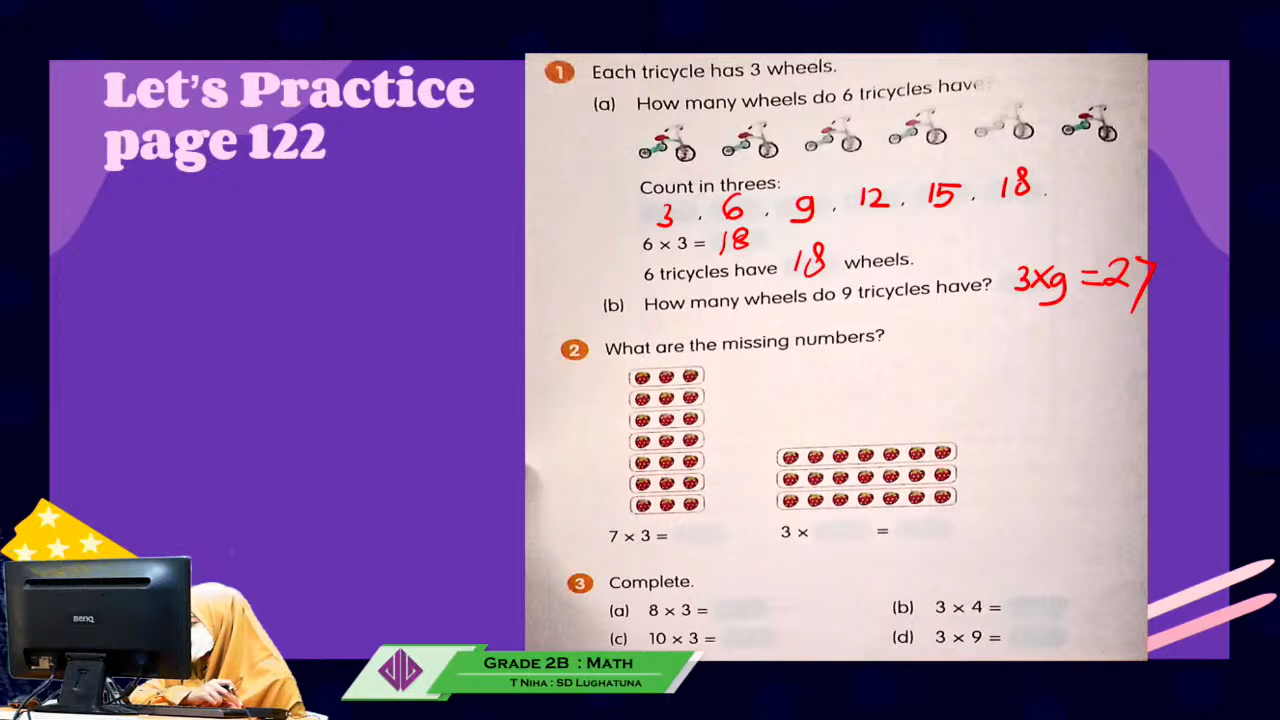 Let's Practice
page 122
1 Each tricycle has 3 wheels.
(a) How many wheels do 6 tricycles have?
Count in threes:
3 , 6 , 9 , 12 , 15 , 18 .
6 × 3 = 18
6 tricycles have 18 wheels.
(b) How many wheels do 9 tricycles have? 3x9=27
2 What are the missing numbers?
7 × 3 =
3 × =
3 Complete.
(a) 8 × 3 =
(b) 3 × 4 =
(c) 10 × 3 =
(d) 3 × 9 =
BenQ
GRADE 2B : MATH
T NIHA : SD LUGHATUNA